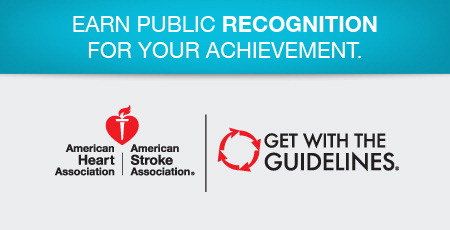 EARN PUBLIC RECOGNITION
FOR YOUR ACHIEVEMENT.
American
Heart
Association
American
Stroke
Association®
GET WITH THE
GUIDELINES®